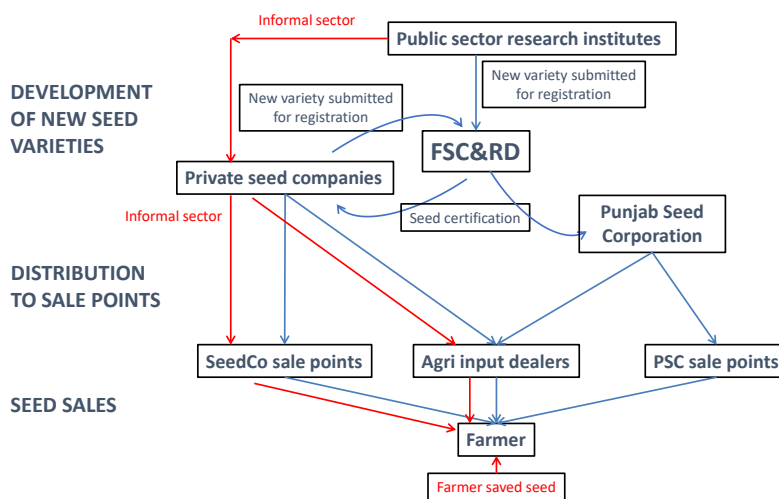 Informal sector
Public sector research institutes
New variety submitted
for registration
DEVELOPMENT
OF NEW SEED
VARIETIES
New variety submitted
for registration
FSC&RD
Private seed companies
Informal sector
Seed certification
Punjab Seed
Corporation
DISTRIBUTION
TO SALE POINTS
SeedCo sale points
Agri input dealers
PSC sale points
SEED SALES
Farmer
Farmer saved seed